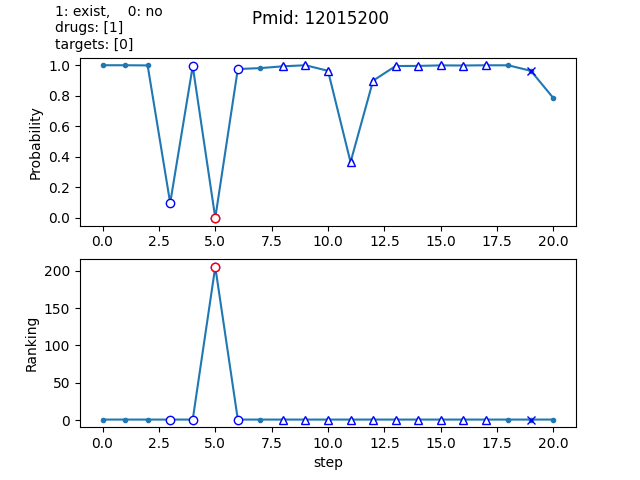 1: exist,    0: no
drugs: [1]
targets: [0]
Pmid: 12015200
1.0
0.8
0.6
0.4
0.2
0.0
Probability
0.0 2.5 5.0 7.5 10.0 12.5 15.0 17.5 20.0
200
150
100
50
0
Ranking
0.0 2.5 5.0 7.5 10.0 12.5 15.0 17.5 20.0
step